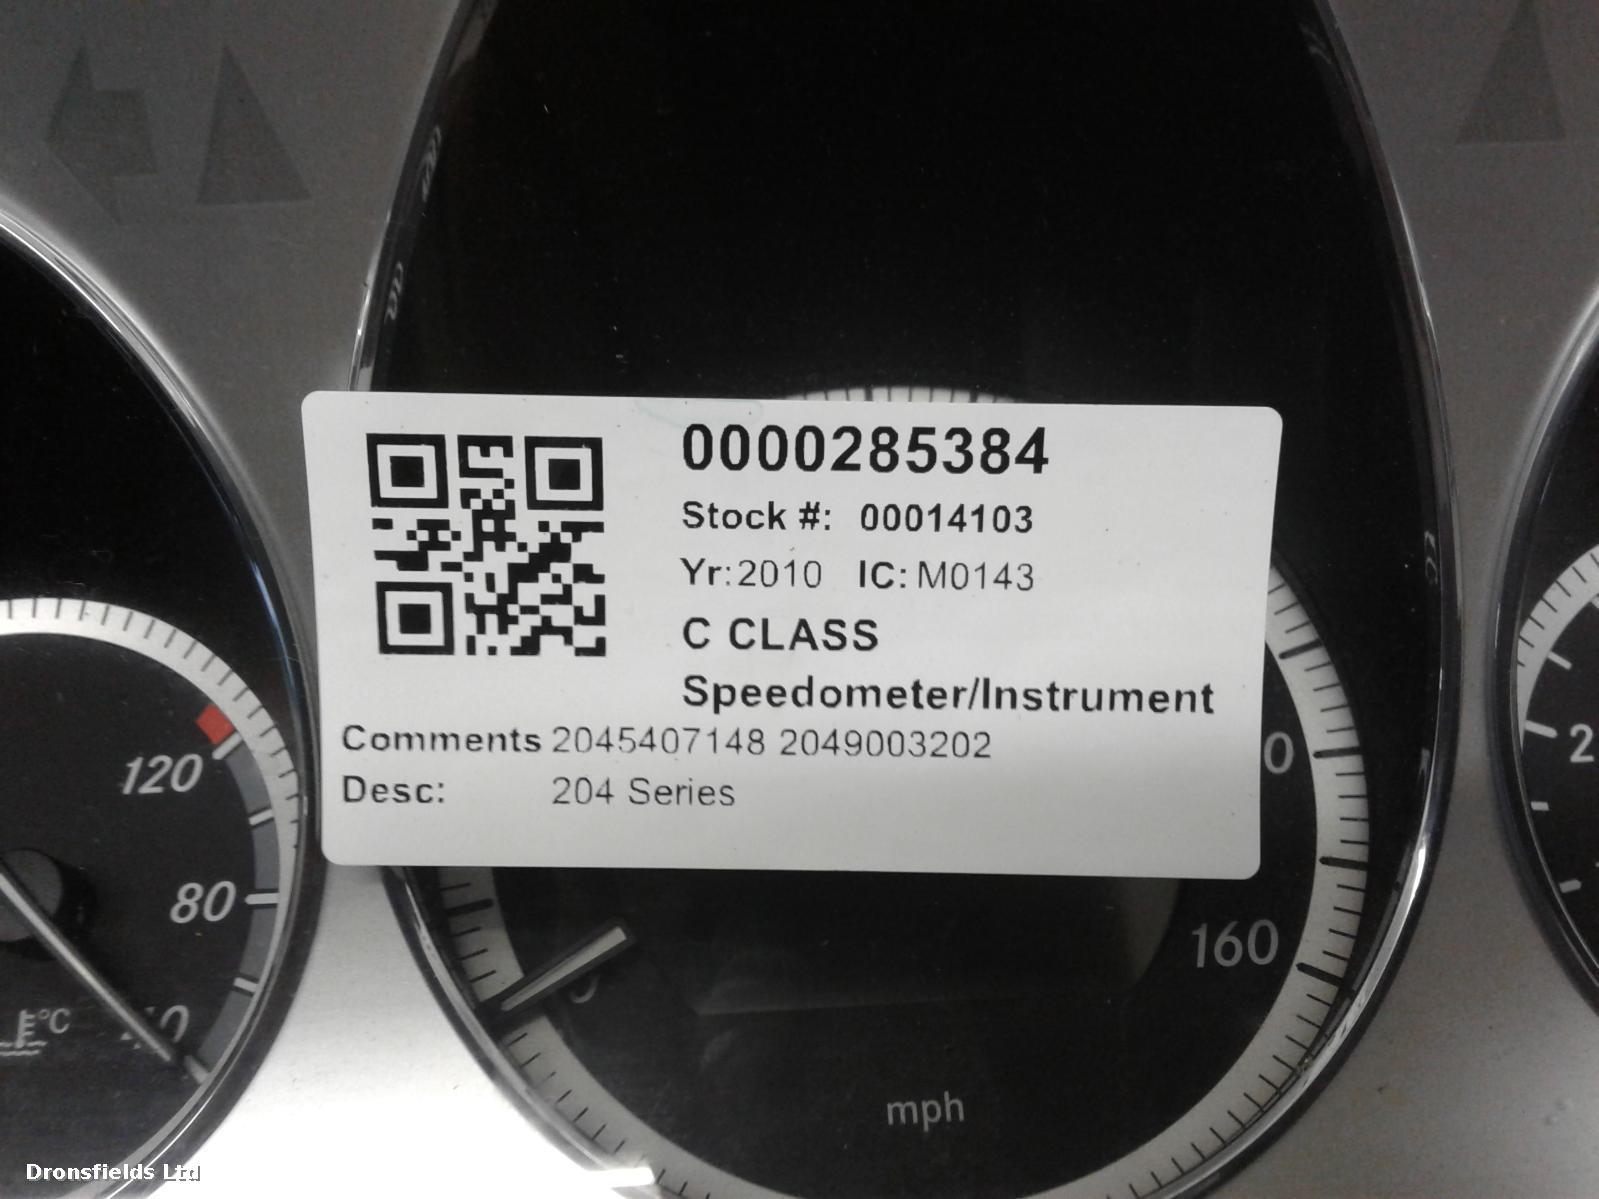 0000285384
Stock #: 00014103
Yr: 2010 IC: M0143
C CLASS
Speedometer/Instrument
Comments 2045407148 2049003202
Desc: 204 Series
120
80
°C
160
mph
2
Dronsfields Ltd